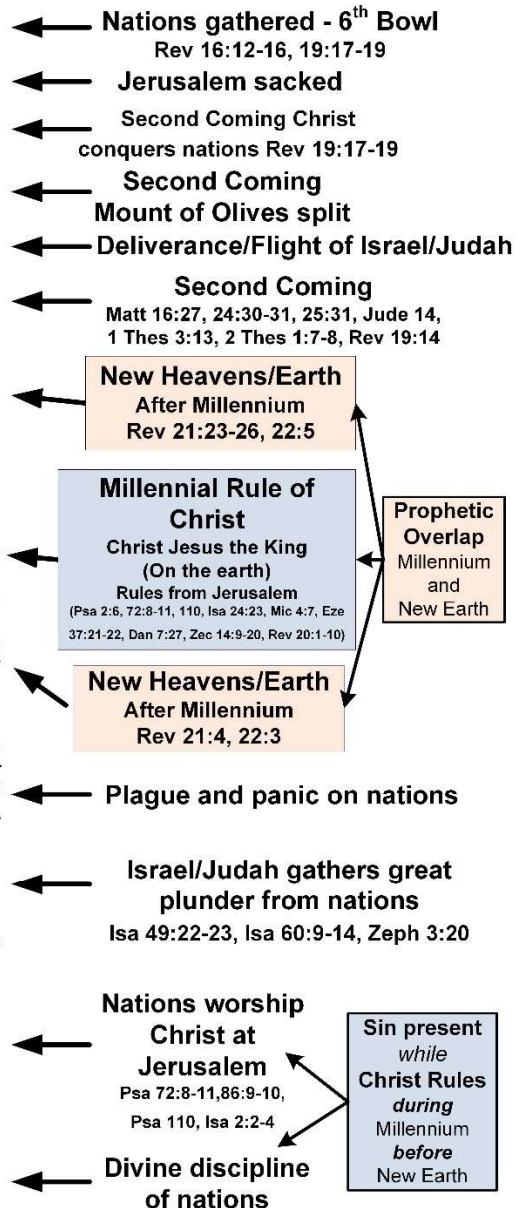 Nations gathered - 6th Bowl
Rev 16:12-16, 19:17-19
Jerusalem sacked
Second Coming Christ
conquers nations Rev 19:17-19
Second Coming
Mount of Olives split
Deliverance/Flight of Israel/Judah
Second Coming
Matt 16:27, 24:30-31, 25:31, Jude 14,
1 Thes 3:13, 2 Thes 1:7-8, Rev 19:14
New Heavens/Earth
After Millennium
Rev 21:23-26, 22:5
Millennial Rule of
Christ
Christ Jesus the King
(On the earth)
Rules from Jerusalem
(Psa 2:6, 72:8-11, 110, Isa 24:23, Mic 4:7, Eze
37:21-22, Dan 7:27, Zec 14:9-20, Rev 20:1-10)
Prophetic
Overlap
Millennium
and
New Earth
New Heavens/Earth
After Millennium
Rev 21:4, 22:3
Plague and panic on nations
Israel/Judah gathers great
plunder from nations
Isa 49:22-23, Isa 60:9-14, Zeph 3:20
Nations worship
Christ at
Jerusalem
Psa 72:8-11,86:9-10,
Psa 110, Isa 2:2-4
Sin present
while
Christ Rules
during
Millennium
before
New Earth
Divine discipline
of nations